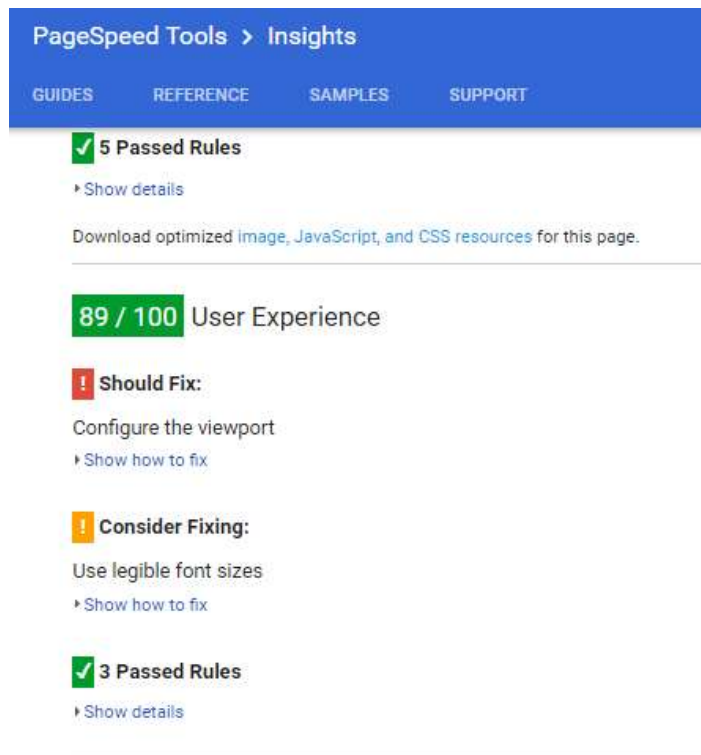 PageSpeed Tools > Insights
GUIDES REFERENCE SAMPLES SUPPORT
✓ 5 Passed Rules
Show details
Download optimized image, JavaScript, and CSS resources for this page.
89 / 100 User Experience
! Should Fix:
Configure the viewport
Show how to fix
! Consider Fixing:
Use legible font sizes
Show how to fix
✓ 3 Passed Rules
Show details